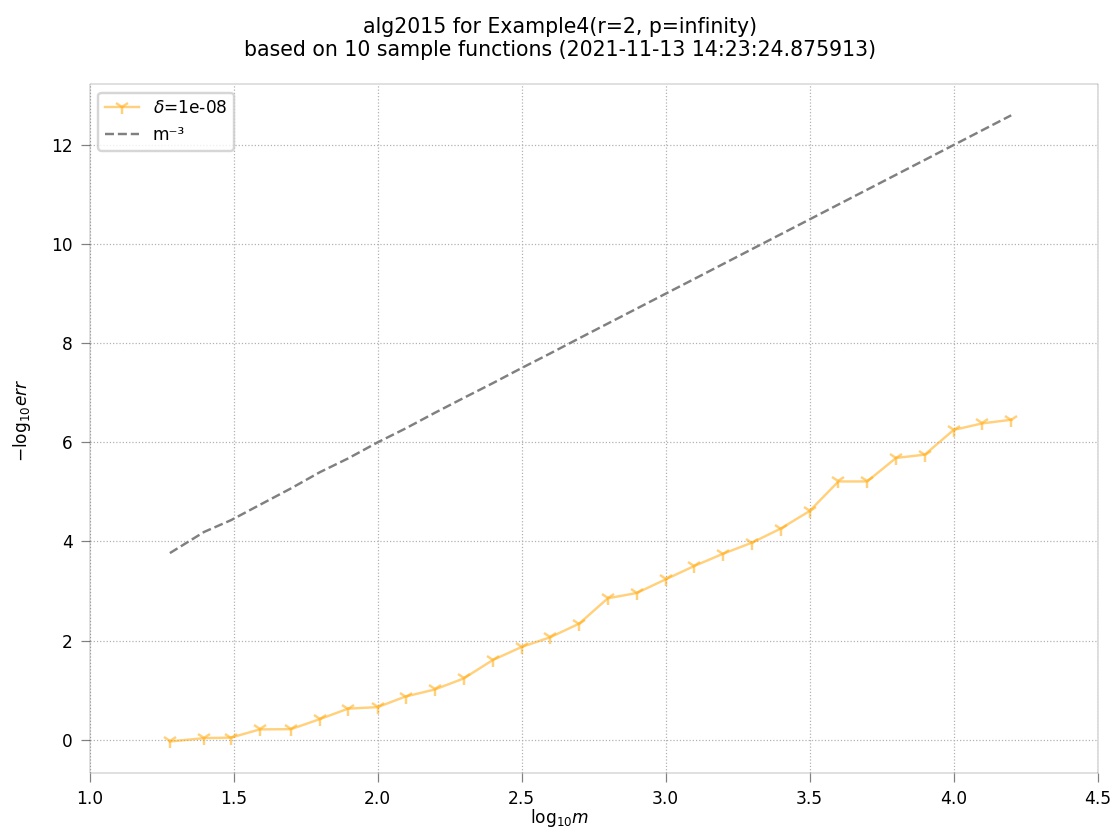 alg2015 for Example4(r=2, p=infinity)
based on 10 sample functions (2021-11-13 14:23:24.875913)
δ=1e-08
m⁻³
12
10
8
6
4
2
0
−log₁₀err
1.0 1.5 2.0 2.5 3.0 3.5 4.0 4.5
log₁₀m